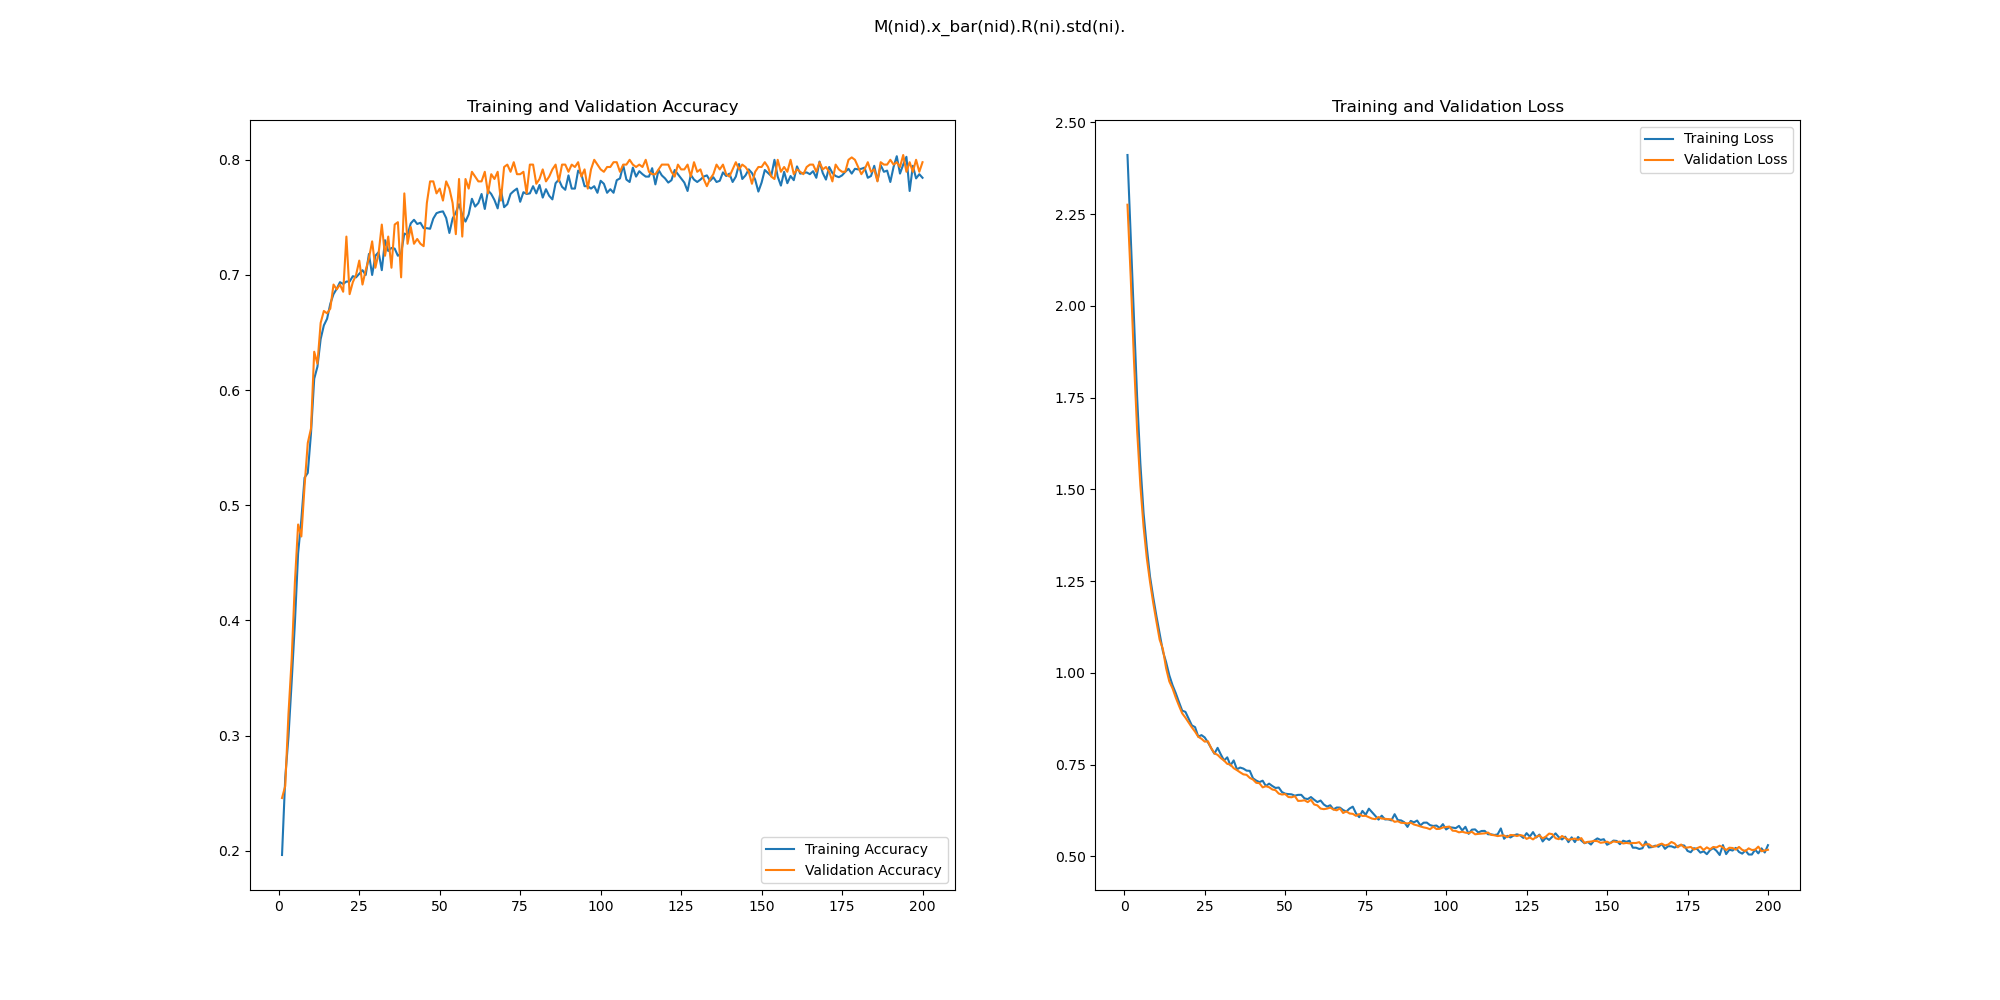 M(nid).x_bar(nid).R(ni).std(ni).
Training and Validation Accuracy
0.8
0.7
0.6
0.5
0.4
0.3
0.2
Training Accuracy
Validation Accuracy
0 25 50 75 100 125 150 175 200
Training and Validation Loss
2.50
2.25
2.00
1.75
1.50
1.25
1.00
0.75
0.50
Training Loss
Validation Loss
0 25 50 75 100 125 150 175 200